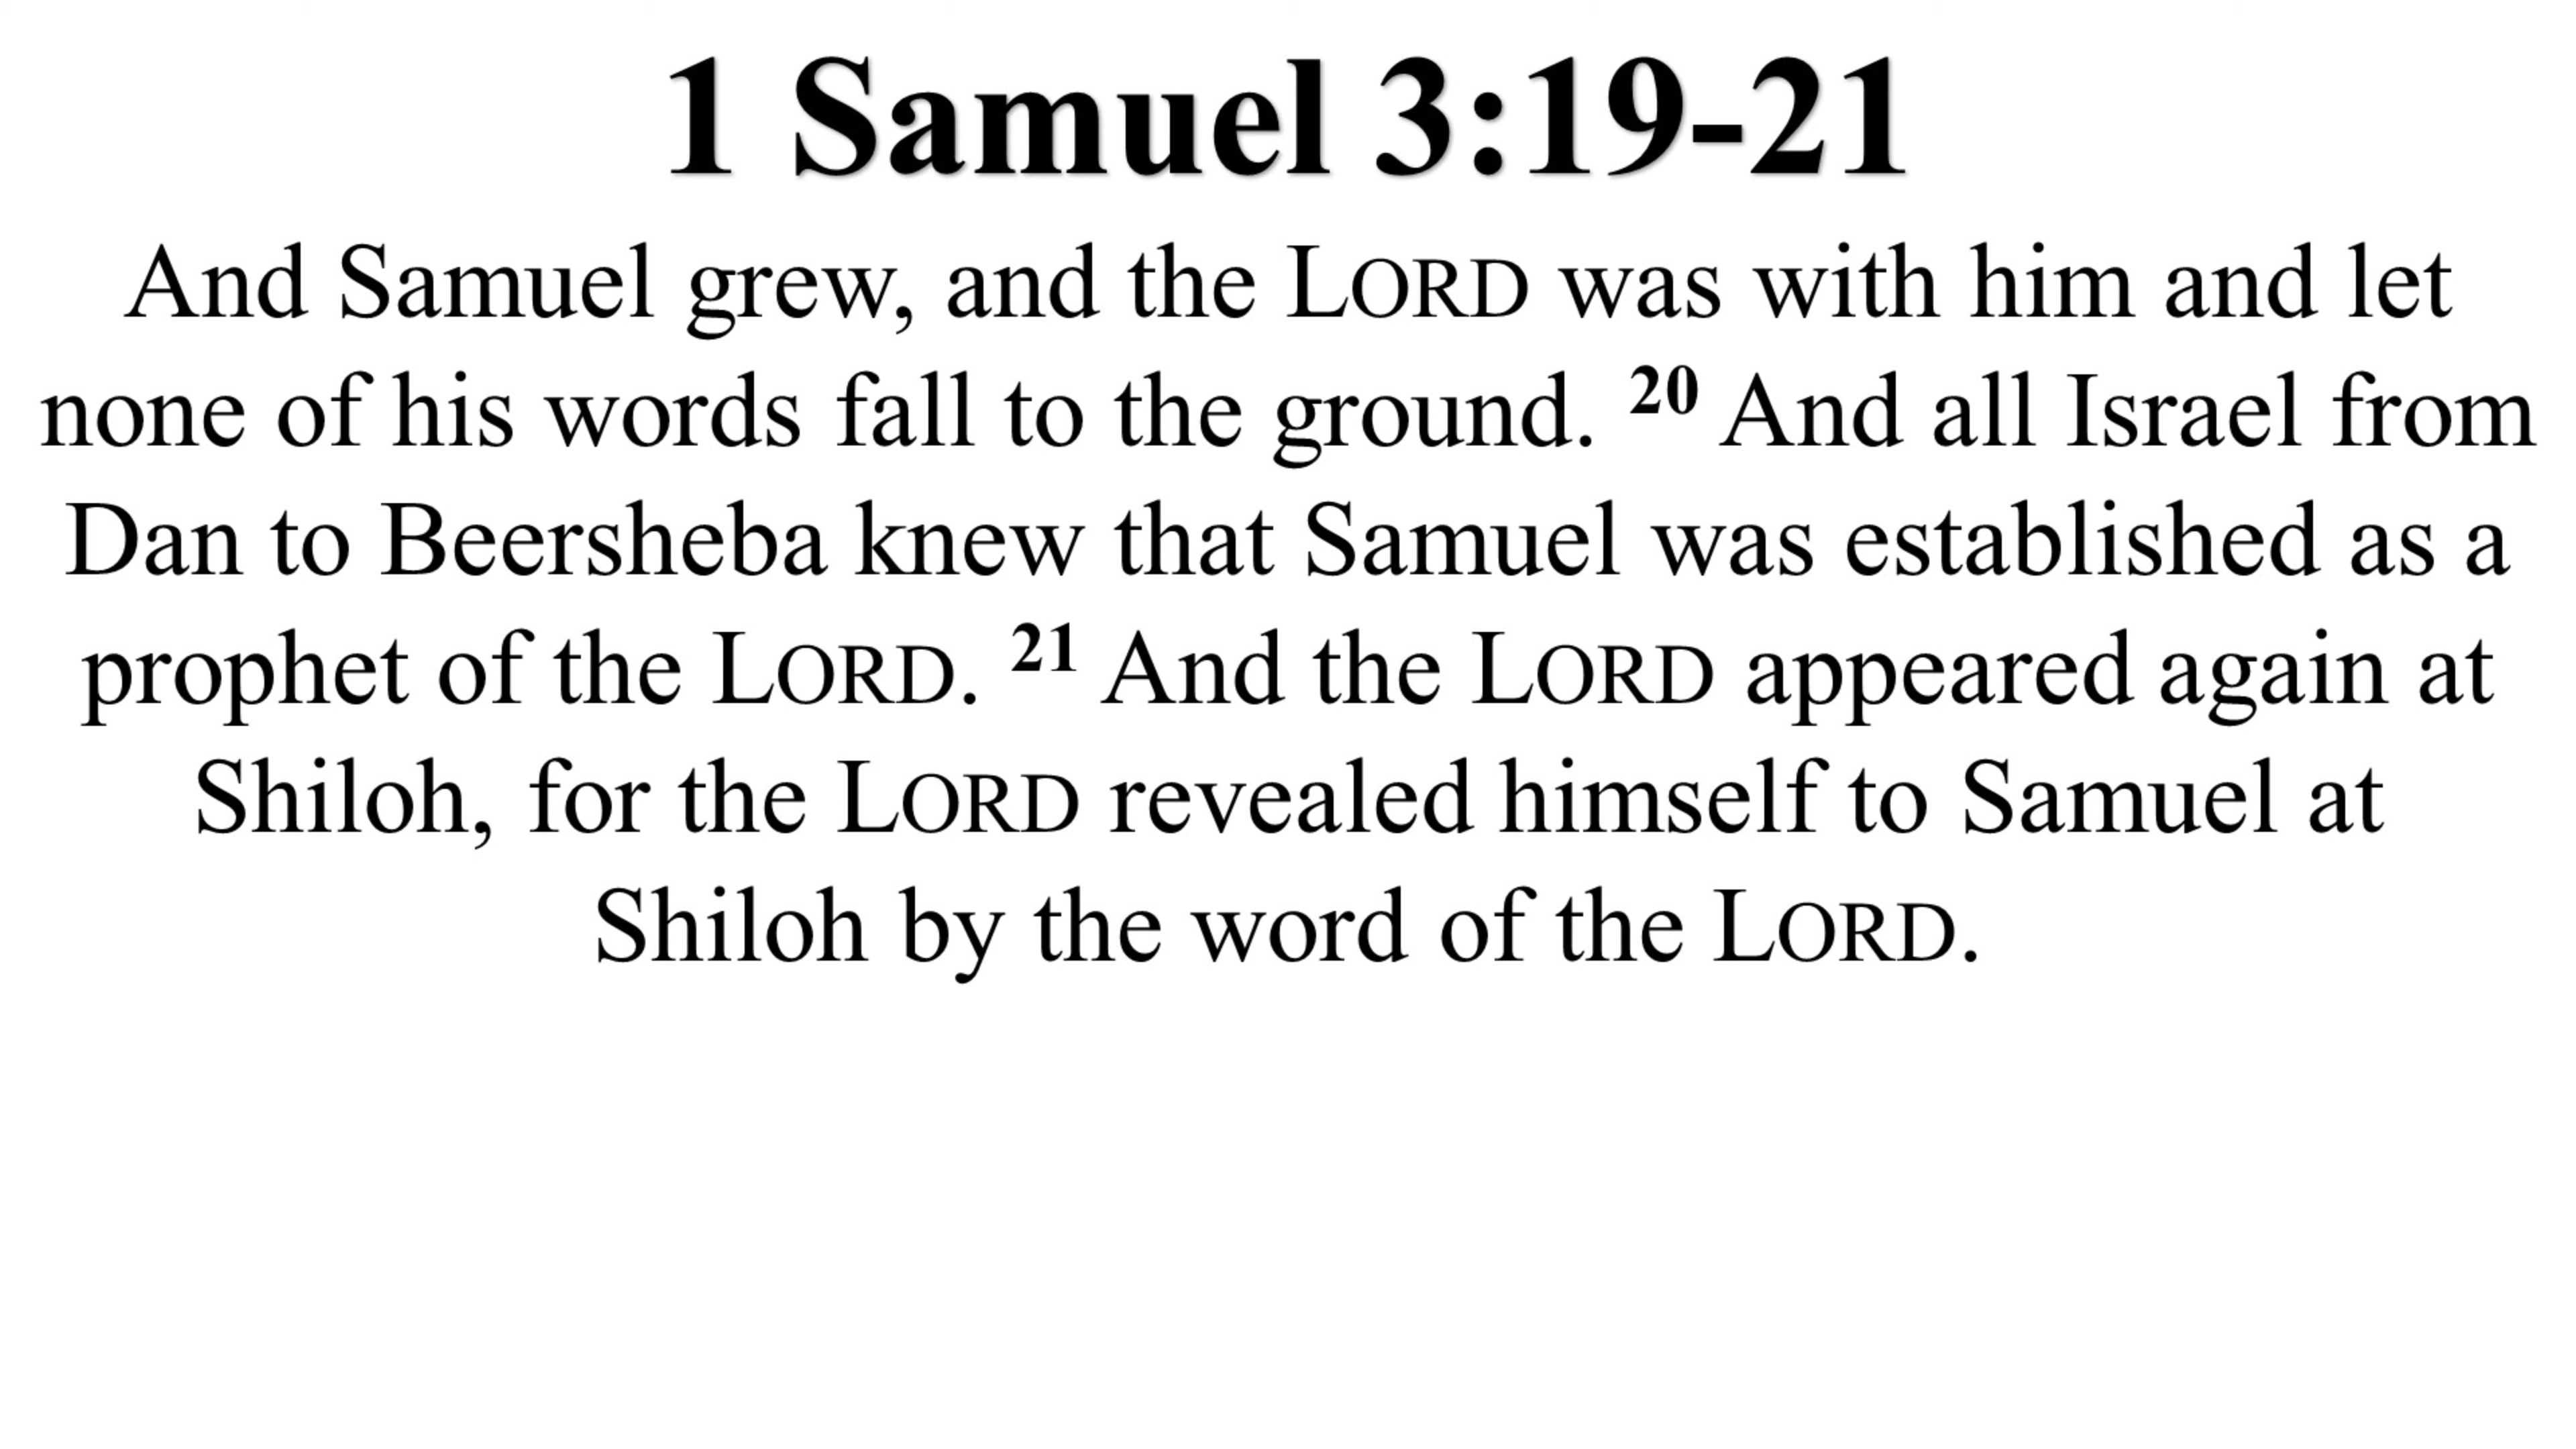 1 Samuel 3:19-21
And Samuel grew, and the LORD was with him and let
none of his words fall to the ground. 20 And all Israel from
Dan to Beersheba knew that Samuel was established as a
prophet of the LORD. 21 And the LORD appeared again at
Shiloh, for the LORD revealed himself to Samuel at
Shiloh by the word of the LORD.